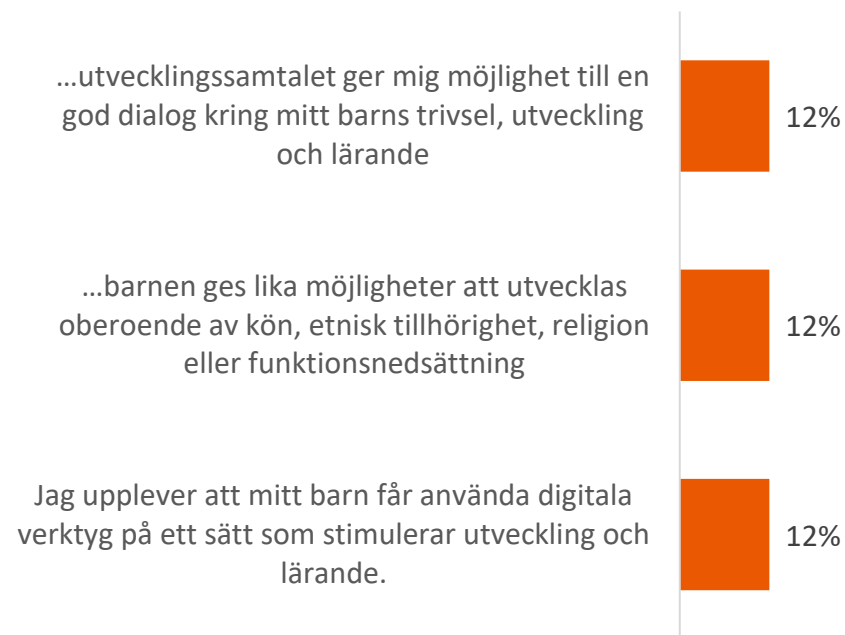 …utvecklingssamtalet ger mig möjlighet till en
god dialog kring mitt barns trivsel, utveckling
och lärande
12%
…barnen ges lika möjligheter att utvecklas
oberoende av kön, etnisk tillhörighet, religion
eller funktionsnedsättning
12%
Jag upplever att mitt barn får använda digitala
verktyg på ett sätt som stimulerar utveckling och
lärande.
12%